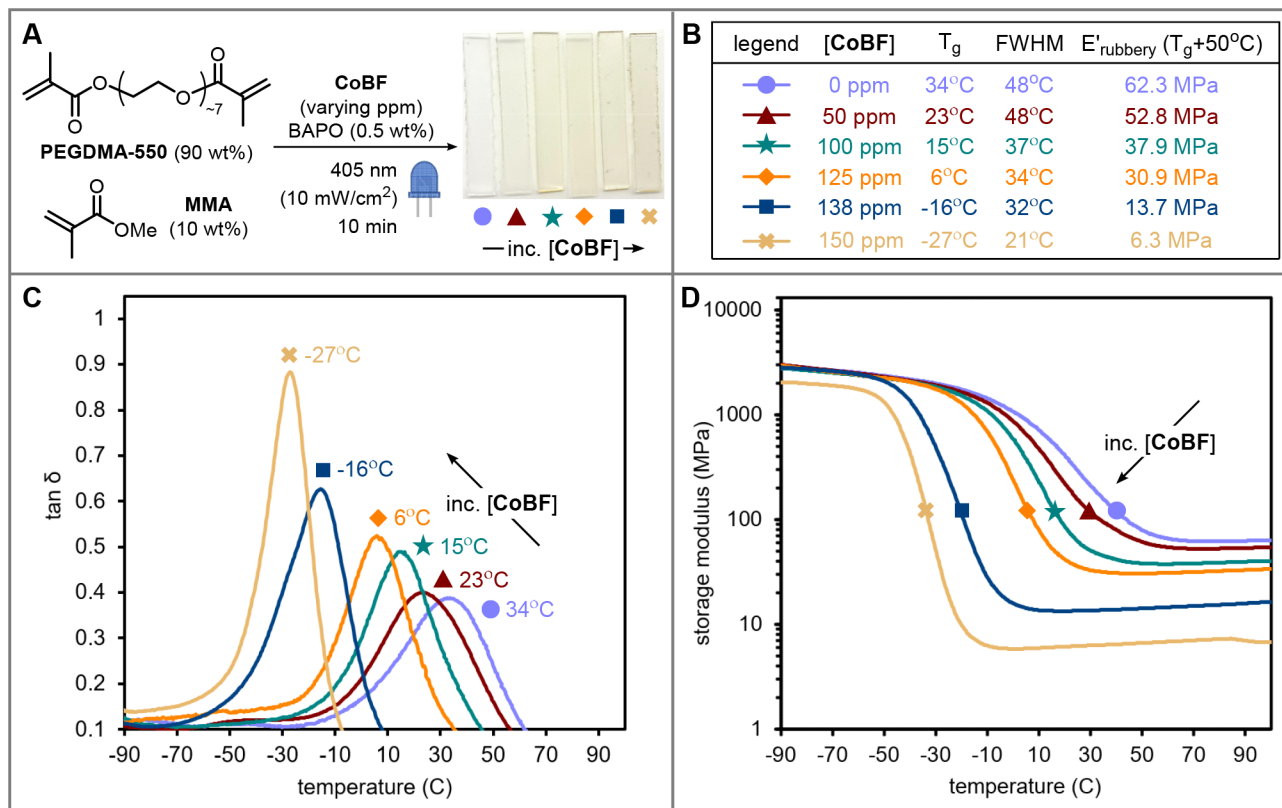 A
O
O
O
O
~7
PEGDMA-550 (90 wt%)
O
OMe
MMA
(10 wt%)
CoBF
(varying ppm)
BAPO (0.5 wt%)
405 nm
(10 mW/cm²)
10 min
inc. [CoBF]
B
legend [CoBF] Tg FWHM E'rubbery (Tg+50°C)
0 ppm 34°C 48°C 62.3 MPa
50 ppm 23°C 48°C 52.8 MPa
100 ppm 15°C 37°C 37.9 MPa
125 ppm 6°C 34°C 30.9 MPa
138 ppm -16°C 32°C 13.7 MPa
150 ppm -27°C 21°C 6.3 MPa
C
1
0.9
0.8
0.7
0.6
0.5
0.4
0.3
0.2
0.1
tan δ
-27°C
-16°C
6°C
15°C
23°C
34°C
inc. [CoBF]
-90 -70 -50 -30 -10 10 30 50 70 90
temperature (C)
D
10000
1000
100
10
1
storage modulus (MPa)
inc. [CoBF]
-90 -70 -50 -30 -10 10 30 50 70 90
temperature (C)